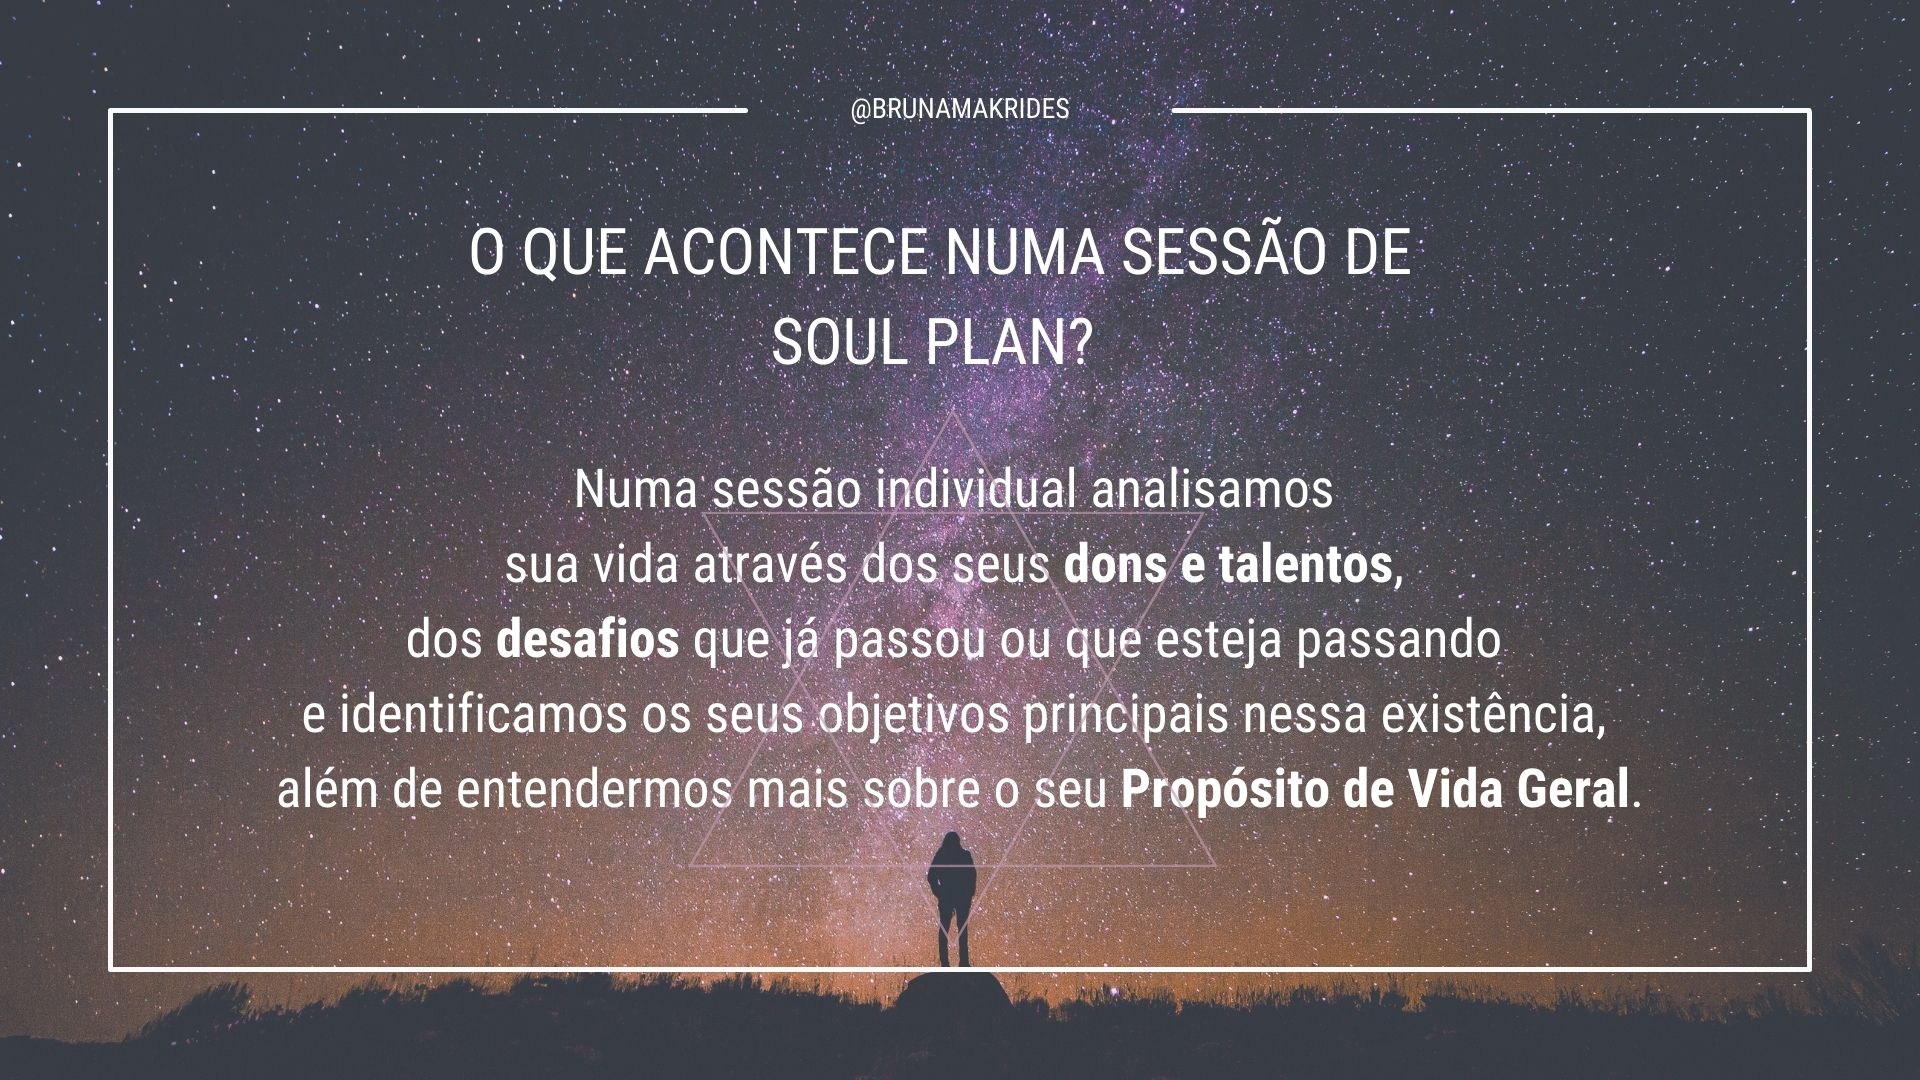 @BRUNAMAKRIDES
O QUE ACONTECE NUMA SESSÃO DE
SOUL PLAN?
Numa sessão individual analisamos
sua vida através dos seus dons e talentos,
dos desafios que já passou ou que esteja passando
e identificamos os seus objetivos principais nessa existência,
além de entendermos mais sobre o seu Propósito de Vida Geral.